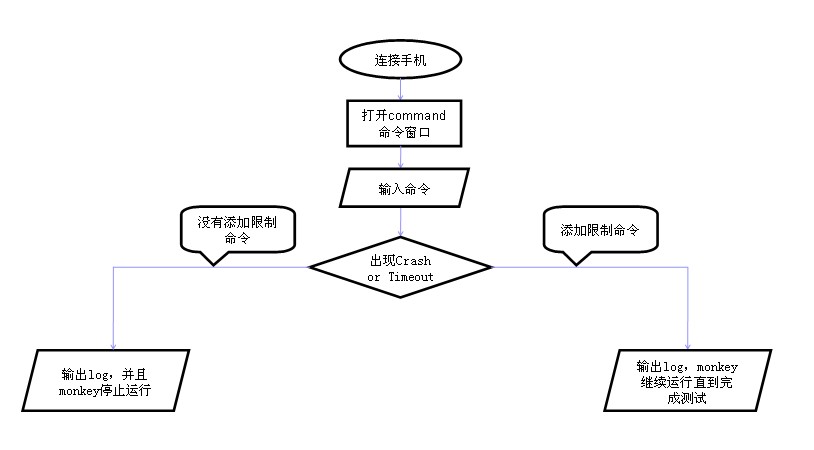 连接手机
打开command
命令窗口
输入命令
没有添加限制
命令
添加限制命令
出现Crash
or Timeout
输出log，并且
monkey停止运行
输出log，monkey
继续运行直到完
成测试